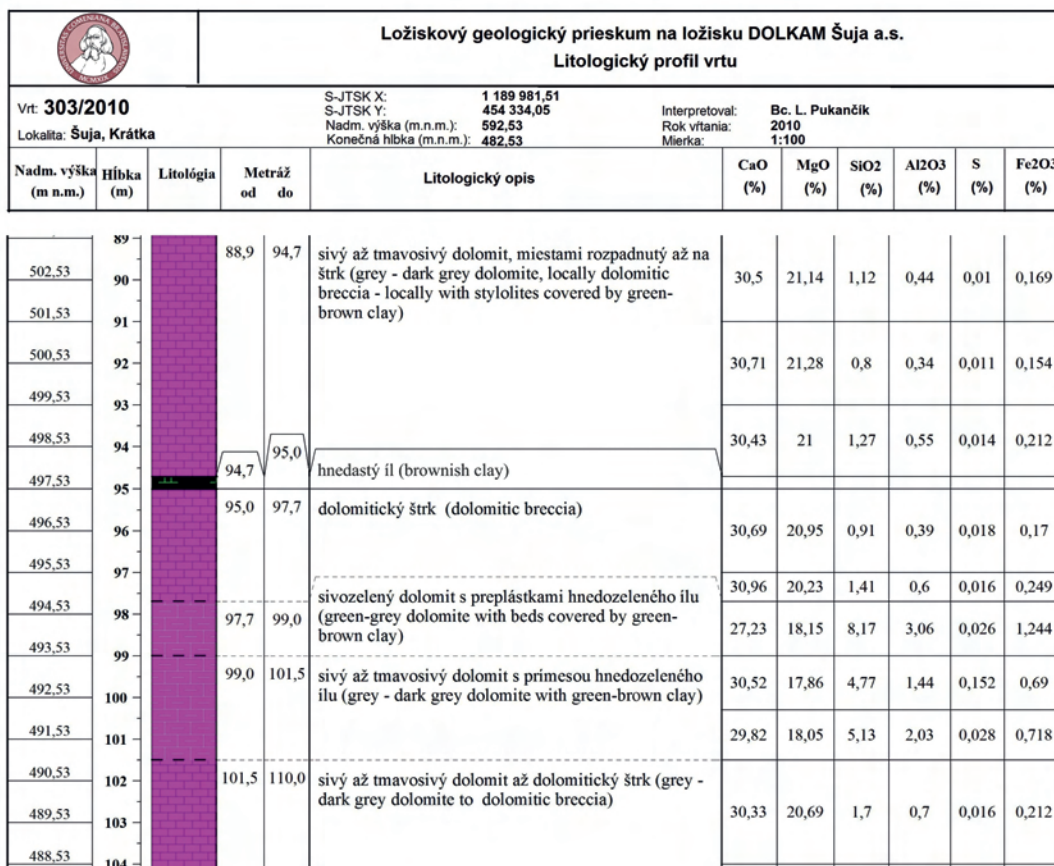 Ložiskový geologický prieskum na ložisku DOLKAM Šuja a.s.
Litologický profil vrtu
Vrt: 303/2010
Lokalita: Šuja, Krátka
S-JTSK X: 1 189 981,51
S-JTSK Y: 454 334,05
Nadm. výška (m.n.m.): 592,53
Konečná hlbka (m.n.m.): 482,53
Interpretoval: Bc. L. Pukančík
Rok vŕtania: 2010
Mierka: 1:100
Nadm. výška (m n.m.) Hĺbka (m) Litológia Metráž od do Litologický opis CaO (%) MgO (%) SiO2 (%) Al2O3 (%) S (%) Fe2O3 (%)
89
88,9 94,7 sivý až tmavosivý dolomit, miestami rozpadnutý až na
štrk (grey - dark grey dolomite, locally dolomitic
breccia - locally with stylolites covered by green-
brown clay)
502,53 90 30,5 21,14 1,12 0,44 0,01 0,169
501,53 91
500,53 92 30,71 21,28 0,8 0,34 0,011 0,154
499,53 93
498,53 94 30,43 21 1,27 0,55 0,014 0,212
94,7 95,0 hnedastý íl (brownish clay)
497,53 95
95,0 97,7 dolomitický štrk (dolomitic breccia)
496,53 96 30,69 20,95 0,91 0,39 0,018 0,17
495,53 97
30,96 20,23 1,41 0,6 0,016 0,249
494,53 98
97,7 99,0 sivozelený dolomit s preplástkami hnedozeleného ílu
(green-grey dolomite with beds covered by green-
brown clay)
27,23 18,15 8,17 3,06 0,026 1,244
493,53 99
99,0 101,5 sivý až tmavosivý dolomit s prímesou hnedozeleného
ílu (grey - dark grey dolomite with green-brown clay)
492,53 100 30,52 17,86 4,77 1,44 0,152 0,69
491,53 101 29,82 18,05 5,13 2,03 0,028 0,718
490,53 102
101,5 110,0 sivý až tmavosivý dolomit až dolomitický štrk (grey -
dark grey dolomite to dolomitic breccia)
489,53 103 30,33 20,69 1,7 0,7 0,016 0,212
488,53 104